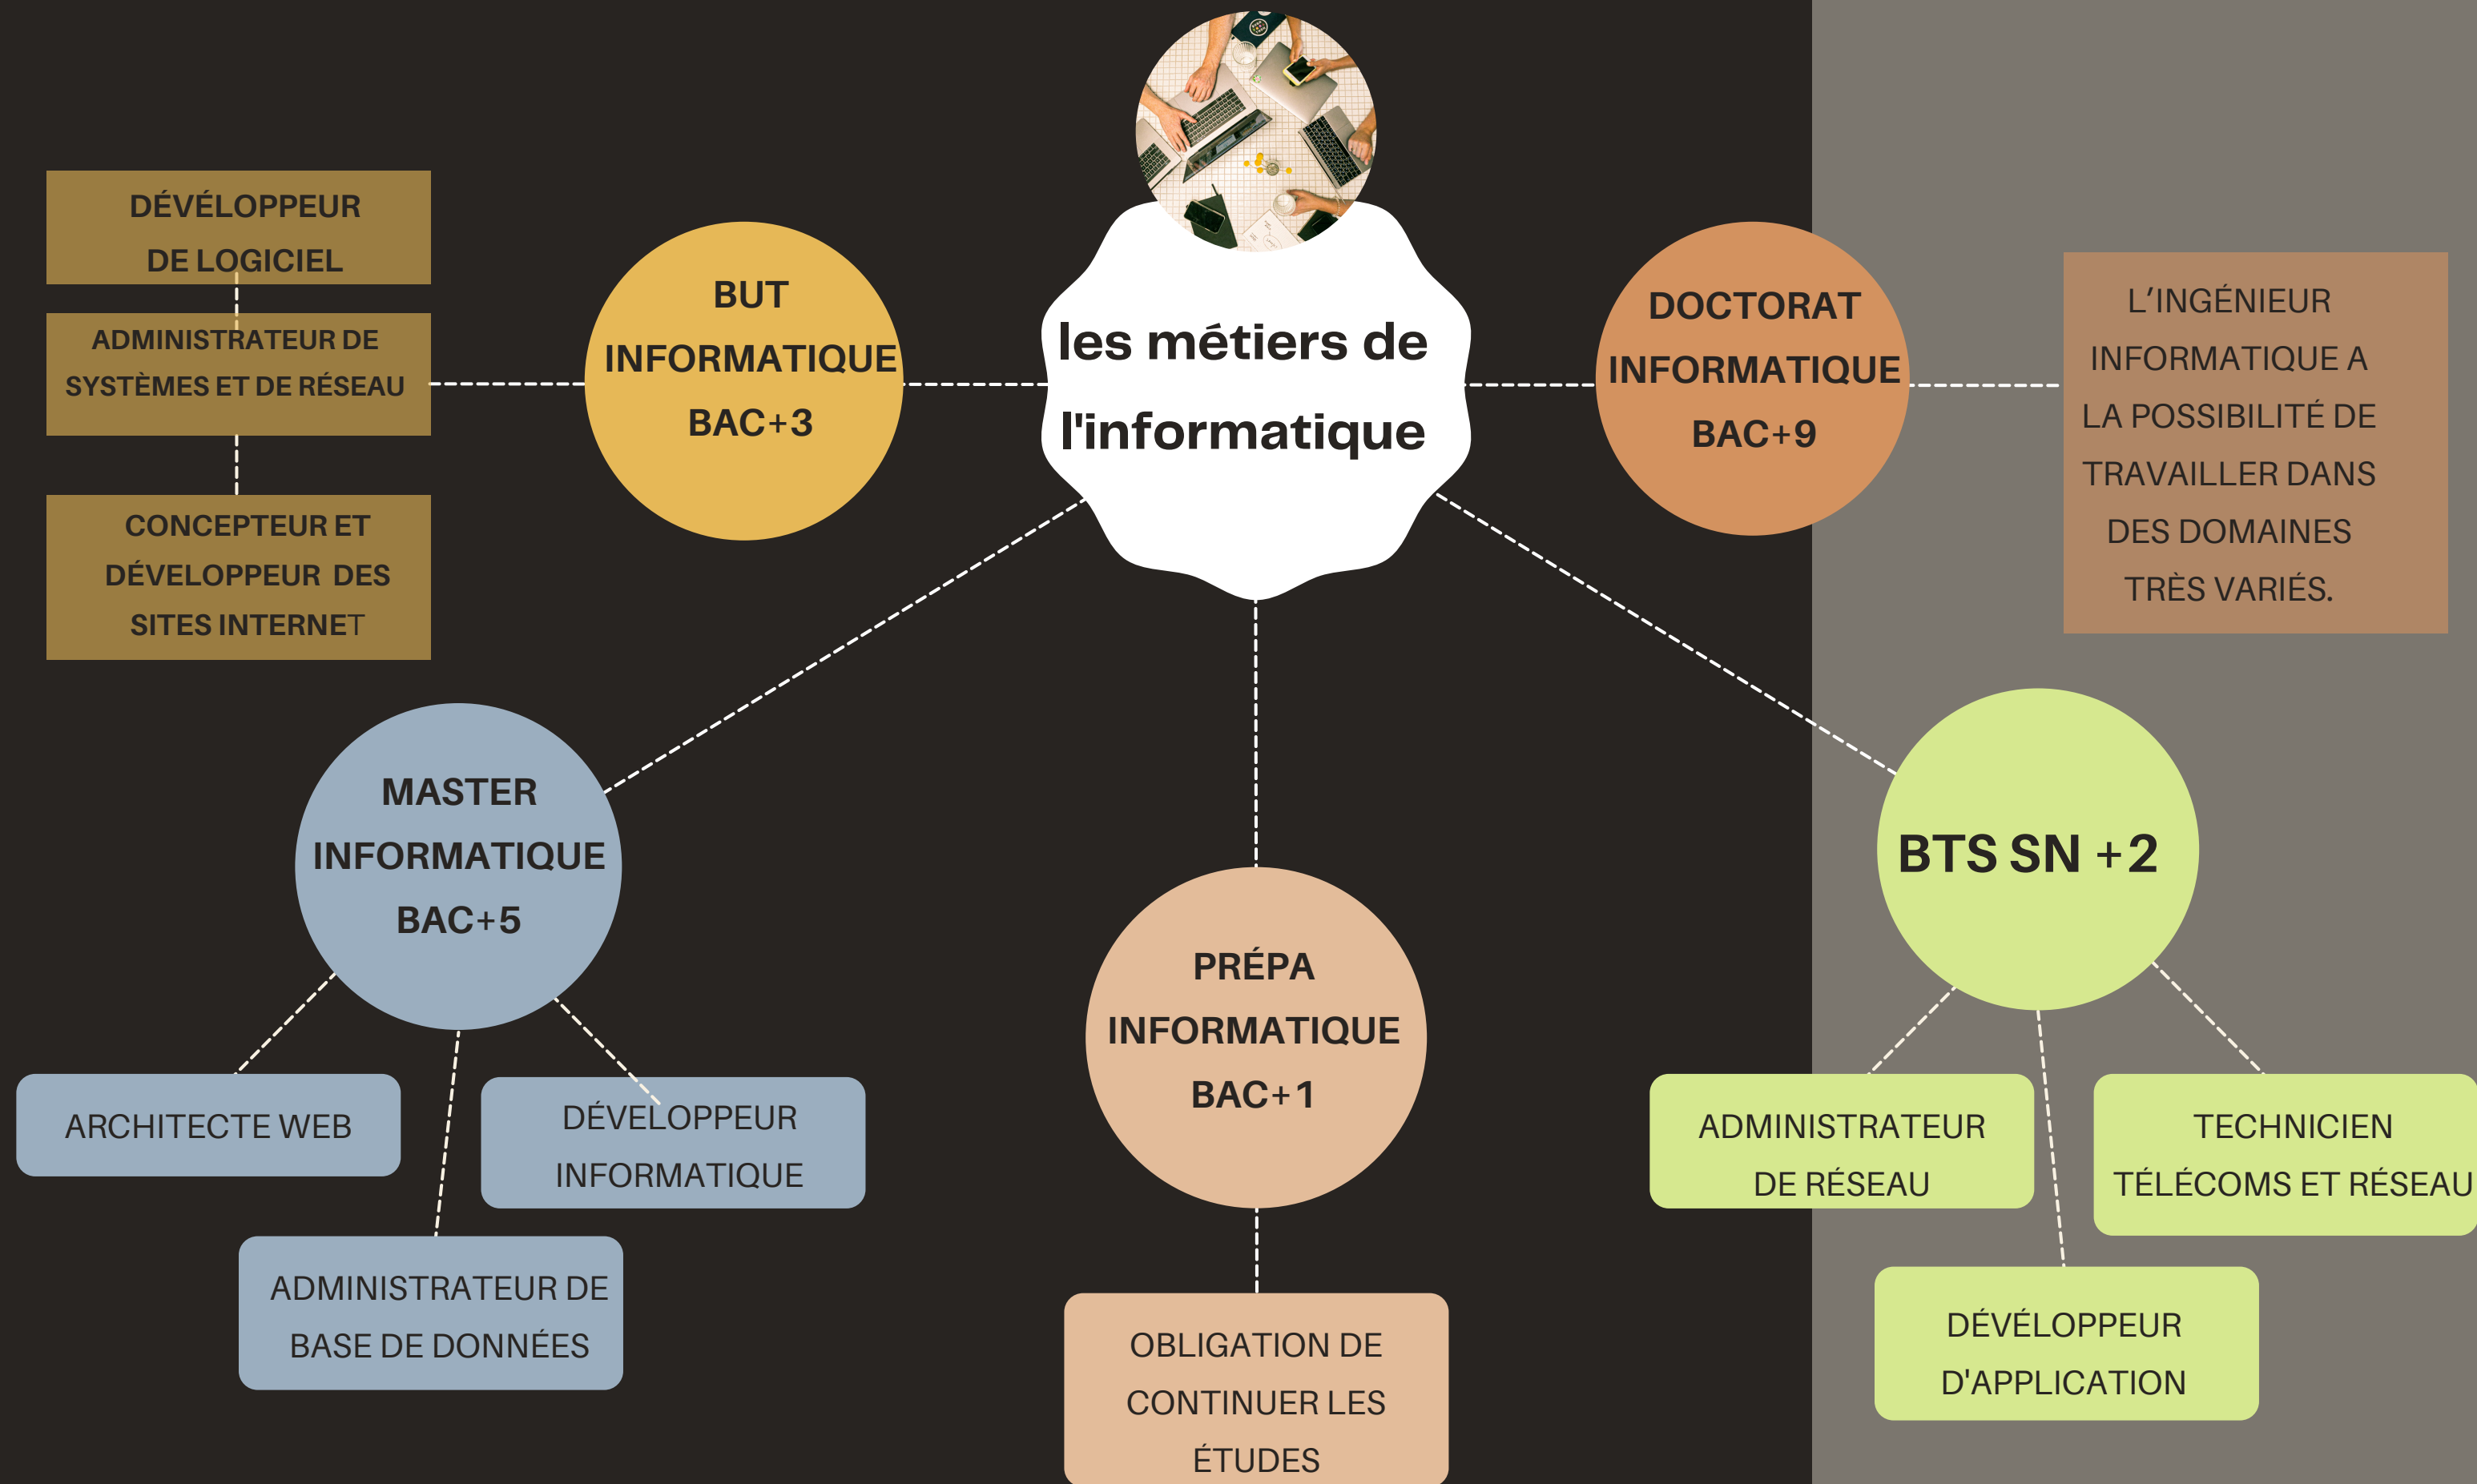 les métiers de
l'informatique
BUT
INFORMATIQUE
BAC+3
DÉVÉLOPPEUR
DE LOGICIEL
ADMINISTRATEUR DE
SYSTÈMES ET DE RÉSEAU
CONCEPTEUR ET
DÉVELOPPEUR DES
SITES INTERNET
DOCTORAT
INFORMATIQUE
BAC+9
L’INGÉNIEUR
INFORMATIQUE A
LA POSSIBILITÉ DE
TRAVAILLER DANS
DES DOMAINES
TRÈS VARIÉS.
MASTER
INFORMATIQUE
BAC+5
ARCHITECTE WEB
DÉVELOPPEUR
INFORMATIQUE
ADMINISTRATEUR DE
BASE DE DONNÉES
PRÉPA
INFORMATIQUE
BAC+1
OBLIGATION DE
CONTINUER LES
ÉTUDES
BTS SN +2
ADMINISTRATEUR
DE RÉSEAU
TECHNICIEN
TÉLÉCOMS ET RÉSEAU
DÉVÉLOPPEUR
D'APPLICATION